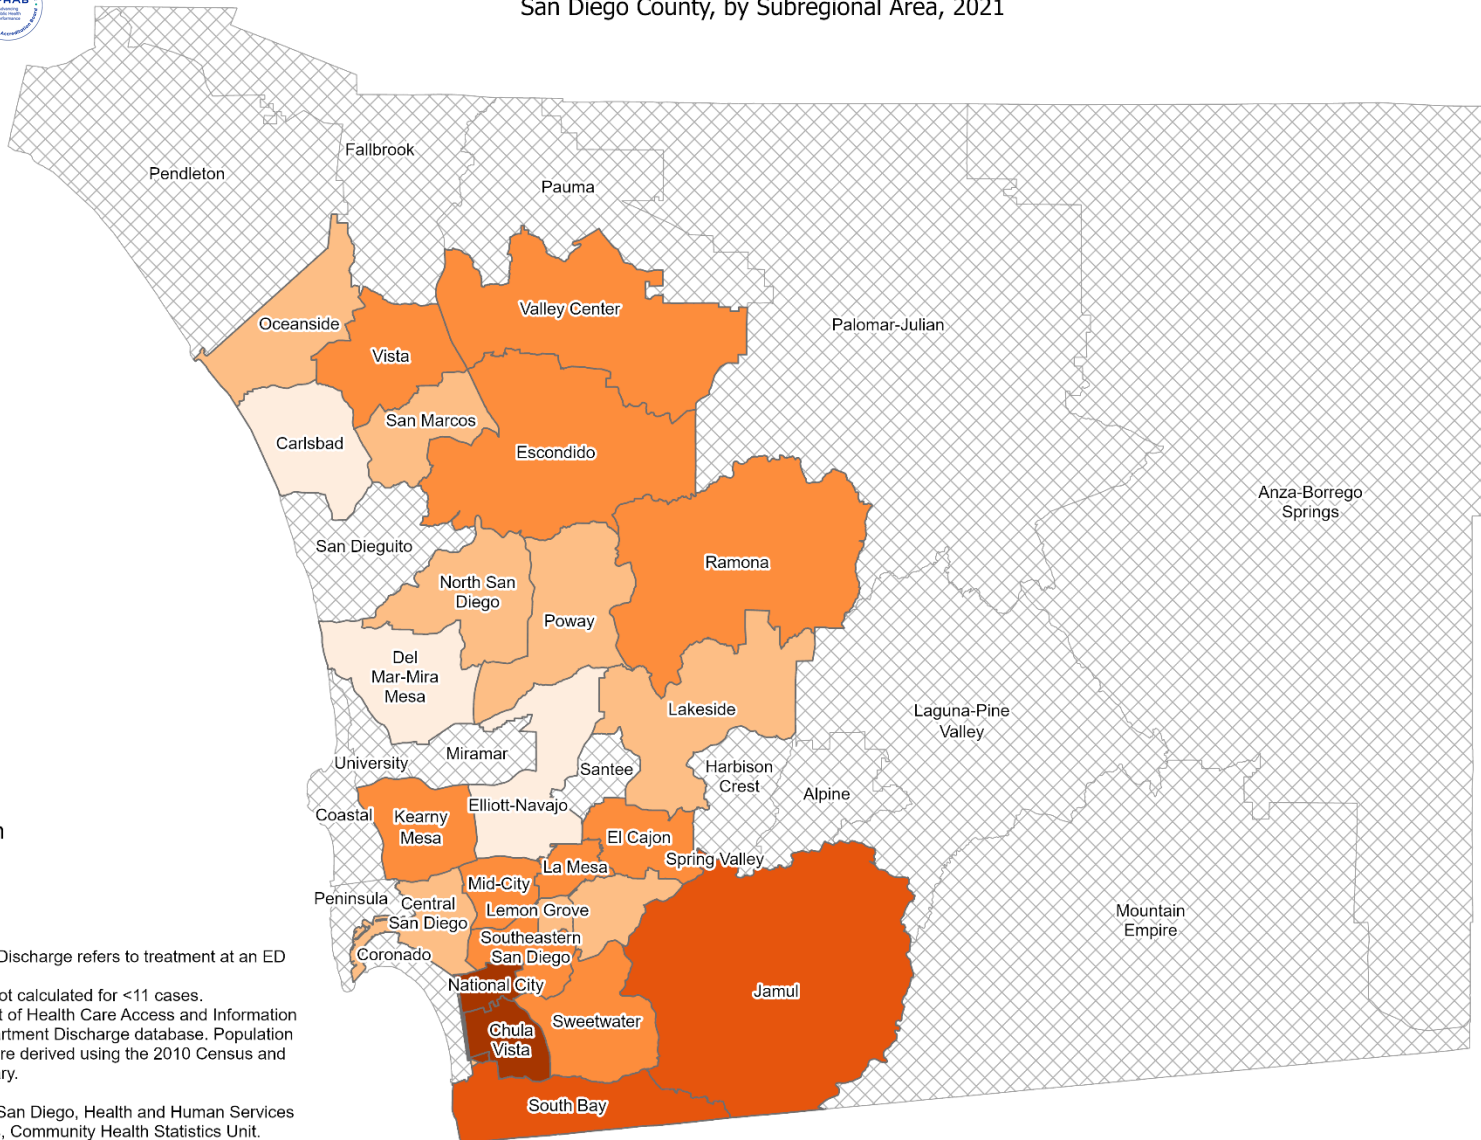 San Diego County, by Subregional Area, 2021
Fallbrook
Pendleton
Pauma
Valley Center
Oceanside
Palomar-Julian
Vista
San Marcos
Carlsbad
Escondido
Anza-Borrego
Springs
San Dieguito
Ramona
North San
Diego
Poway
Del
Mar-Mira
Mesa
Lakeside
Laguna-Pine
Valley
Miramar
University
Santee
Harbison
Crest
Alpine
Elliott-Navajo
Coastal
Kearny
Mesa
El Cajon
Spring Valley
La Mesa
Mid-City
Peninsula
Central
San Diego
Lemon Grove
Mountain
Empire
Southeastern
San Diego
Coronado
National City
Jamul
Sweetwater
Chula
Vista
South Bay
Discharge refers to treatment at an ED
calculated for <11 cases.
of Health Care Access and Information
Discharge database. Population
derived using the 2010 Census and
San Diego, Health and Human Services
, Community Health Statistics Unit.